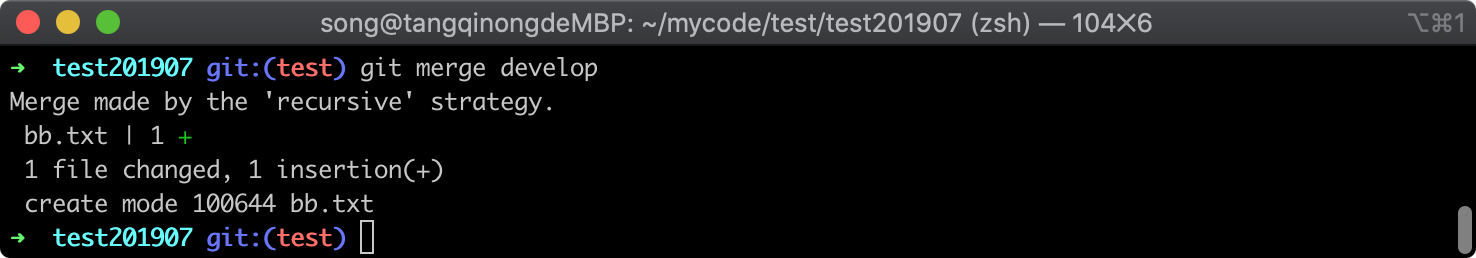 song@tangqinongdeMBP: ~/mycode/test/test201907 (zsh) — 104✕6 ⌥⌘1
➜  test201907 git:(test) git merge develop
Merge made by the 'recursive' strategy.
 bb.txt | 1 +
 1 file changed, 1 insertion(+)
 create mode 100644 bb.txt
➜  test201907 git:(test)